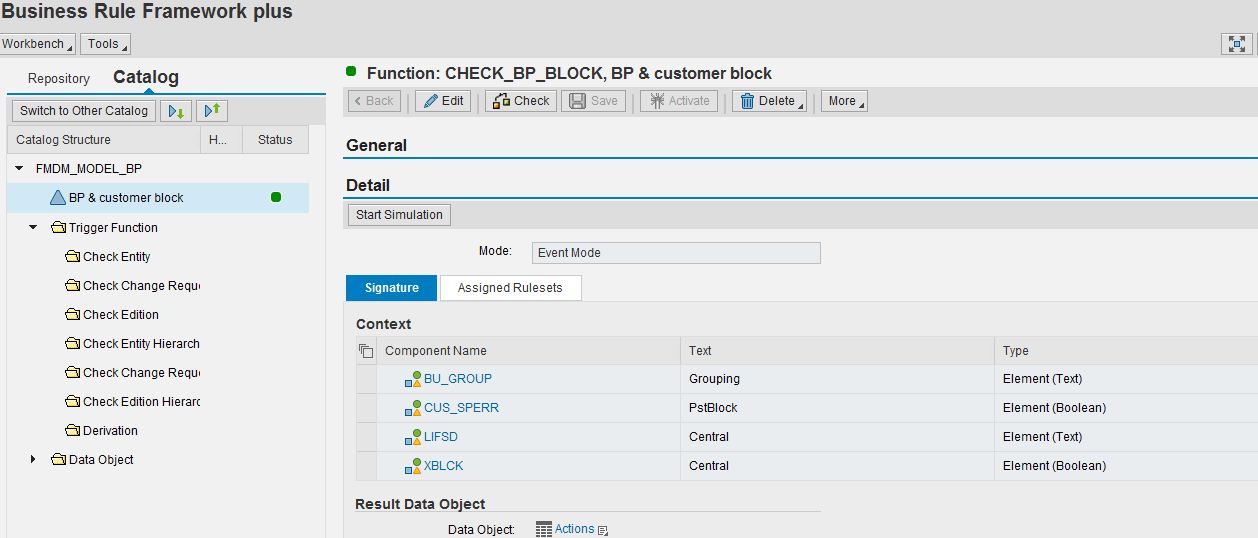 Business Rule Framework plus
Workbench Tools
Repository Catalog
Switch to Other Catalog
Catalog Structure H... Status
FMDM_MODEL_BP
BP & customer block
Trigger Function
Check Entity
Check Change Reque
Check Edition
Check Entity Hierarch
Check Change Reque
Check Edition Hierarc
Derivation
Data Object
Function: CHECK_BP_BLOCK, BP & customer block
< Back Edit Check Save Activate Delete More
General
Detail
Start Simulation
Mode: Event Mode
Signature Assigned Rulesets
Context
Component Name Text Type
BU_GROUP Grouping Element (Text)
CUS_SPERR PstBlock Element (Boolean)
LIFSD Central Element (Text)
XBLCK Central Element (Boolean)
Result Data Object
Data Object: Actions